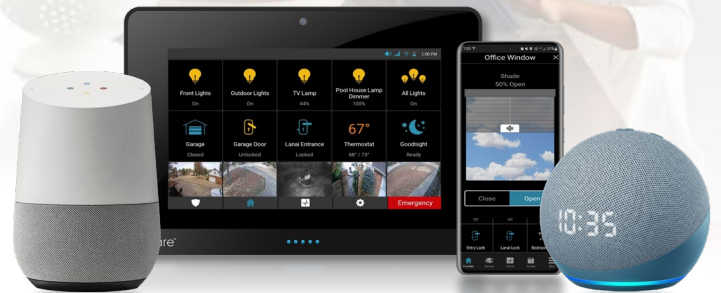 1:00 PM
Front Lights
On
Outdoor Lights
On
TV Lamp
44%
Pool House Lamp
Dimmer
100%
All Lights
On
Garage
Closed
Garage Door
Unlocked
Lanai Entrance
Locked
67°
Thermostat
68° / 73°
Goodnight
Ready
Emergency
are
Office Window
Shade
50% Open
Close
Open
Entry Lock
Lanai Lock
10:35